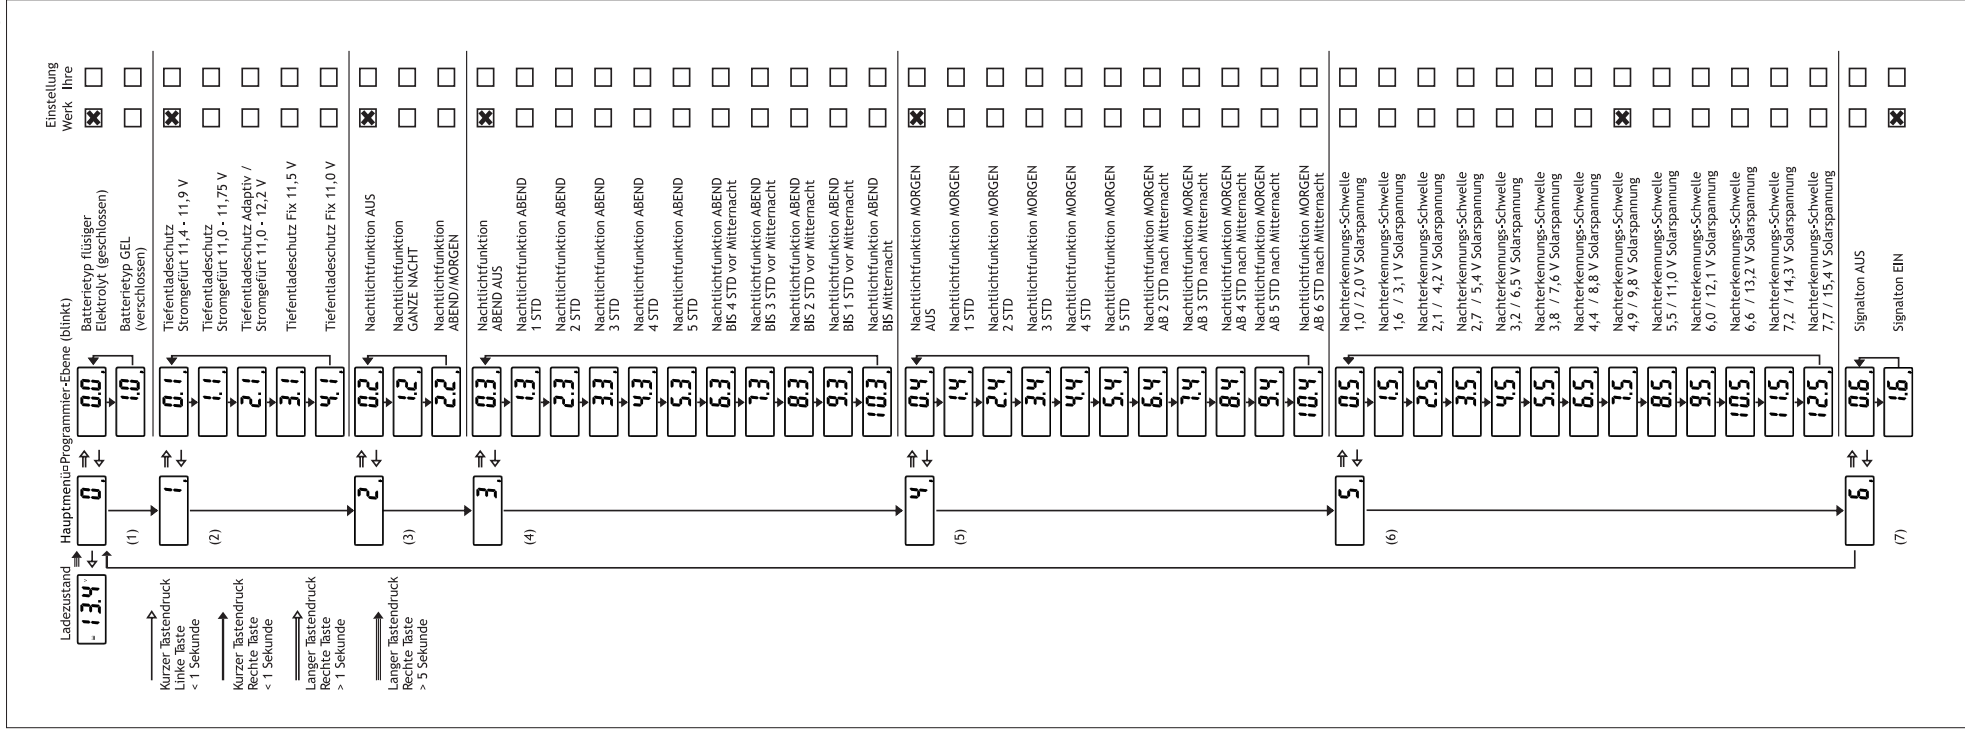 Einstellung
Ladezustand Hauptmenü¤Programmier-Ebene (blinkt) Werk Ihre
13.4 V
0.
0.0. Batterietyp flüsiger
Elektrolyt (geschlossen)
1.0. Batterietyp GEL
(verschlossen)
(1)
1.
0.1. Tiefentladeschutz
Stromgefürt 11,4 - 11,9 V
1.1. Tiefentladeschutz
Stromgefürt 11,0 - 11,75 V
2.1. Tiefentladeschutz Adaptiv /
Stromgefürt 11,0 - 12,2 V
3.1. Tiefentladeschutz Fix 11,5 V
4.1. Tiefentladeschutz Fix 11,0 V
(2)
2.
0.2. Nachtlichtfunktion AUS
1.2. Nachtlichtfunktion
GANZE NACHT
2.2. Nachtlichtfunktion
ABEND/MORGEN
(3)
3.
0.3. Nachtlichtfunktion
ABEND AUS
1.3. Nachtlichtfunktion ABEND
1 STD
2.3. Nachtlichtfunktion ABEND
2 STD
3.3. Nachtlichtfunktion ABEND
3 STD
4.3. Nachtlichtfunktion ABEND
4 STD
5.3. Nachtlichtfunktion ABEND
5 STD
6.3. Nachtlichtfunktion ABEND
BIS 4 STD vor Mitternacht
7.3. Nachtlichtfunktion ABEND
BIS 3 STD vor Mitternacht
8.3. Nachtlichtfunktion ABEND
BIS 2 STD vor Mitternacht
9.3. Nachtlichtfunktion ABEND
BIS 1 STD vor Mitternacht
10.3. Nachtlichtfunktion ABEND
BIS Mitternacht
(4)
4.
0.4. Nachtlichtfunktion MORGEN
AUS
1.4. Nachtlichtfunktion MORGEN
1 STD
2.4. Nachtlichtfunktion MORGEN
2 STD
3.4. Nachtlichtfunktion MORGEN
3 STD
4.4. Nachtlichtfunktion MORGEN
4 STD
5.4. Nachtlichtfunktion MORGEN
5 STD
6.4. Nachtlichtfunktion MORGEN
AB 2 STD nach Mitternacht
7.4. Nachtlichtfunktion MORGEN
AB 3 STD nach Mitternacht
8.4. Nachtlichtfunktion MORGEN
AB 4 STD nach Mitternacht
9.4. Nachtlichtfunktion MORGEN
AB 5 STD nach Mitternacht
10.4. Nachtlichtfunktion MORGEN
AB 6 STD nach Mitternacht
(5)
5.
0.5. Nachterkennungs-Schwelle
1,0 / 2,0 V Solarspannung
1.5. Nachterkennungs-Schwelle
1,6 / 3,1 V Solarspannung
2.5. Nachterkennungs-Schwelle
2,1 / 4,2 V Solarspannung
3.5. Nachterkennungs-Schwelle
2,7 / 5,4 V Solarspannung
4.5. Nachterkennungs-Schwelle
3,2 / 6,5 V Solarspannung
5.5. Nachterkennungs-Schwelle
3,8 / 7,6 V Solarspannung
6.5. Nachterkennungs-Schwelle
4,4 / 8,8 V Solarspannung
7.5. Nachterkennungs-Schwelle
4,9 / 9,8 V Solarspannung
8.5. Nachterkennungs-Schwelle
5,5 / 11,0 V Solarspannung
9.5. Nachterkennungs-Schwelle
6,0 / 12,1 V Solarspannung
10.5. Nachterkennungs-Schwelle
6,6 / 13,2 V Solarspannung
11.5. Nachterkennungs-Schwelle
7,2 / 14,3 V Solarspannung
12.5. Nachterkennungs-Schwelle
7,7 / 15,4 V Solarspannung
(6)
6.
0.6. Signalton AUS
1.6. Signalton EIN
(7)
Kurzer Tastendruck
Linke Taste
< 1 Sekunde
Kurzer Tastendruck
Rechte Taste
< 1 Sekunde
Langer Tastendruck
Rechte Taste
> 1 Sekunde
Langer Tastendruck
Rechte Taste
> 5 Sekunde